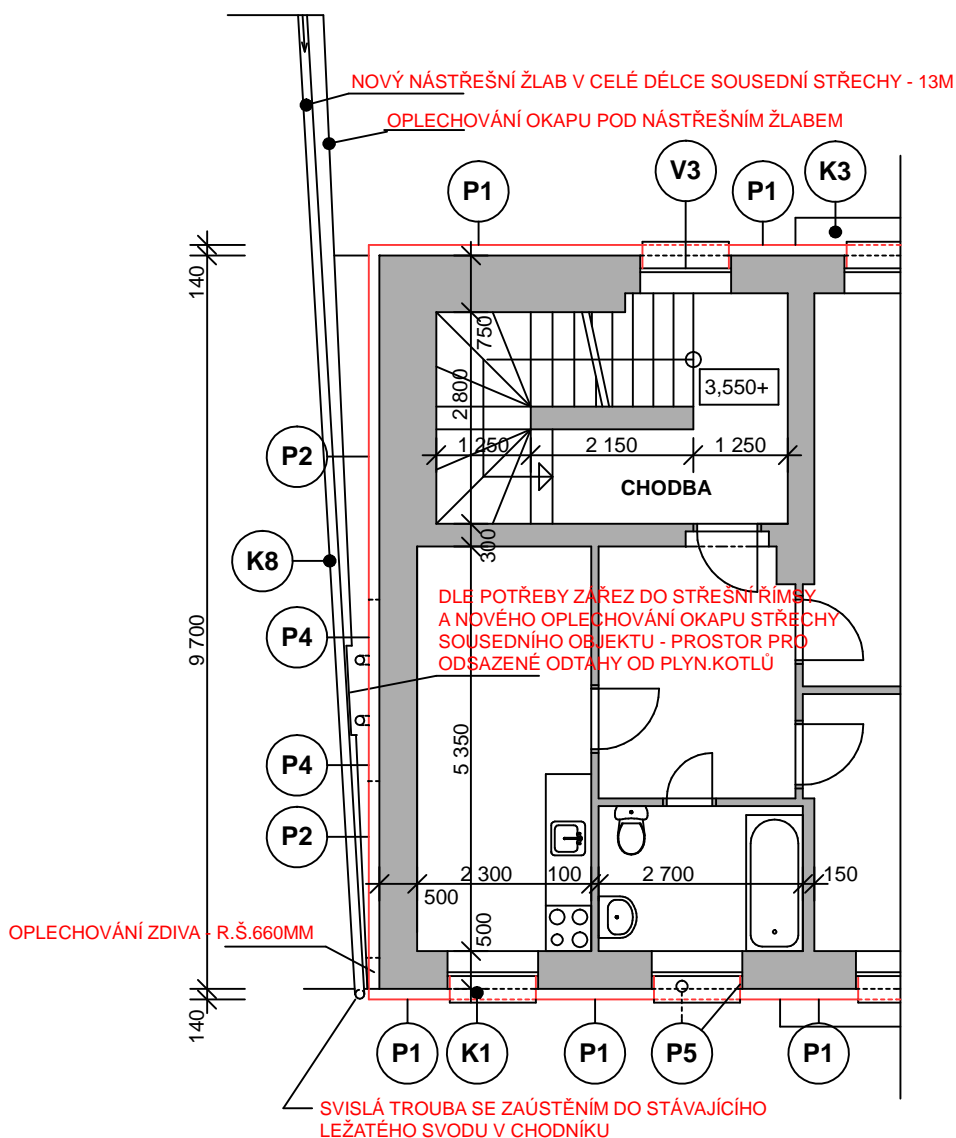 NOVÝ NÁSTŘEŠNÍ ŽLAB V CELÉ DÉLCE SOUSEDNÍ STŘECHY - 13M
OPLECHOVÁNÍ OKAPU POD NÁSTŘEŠNÍM ŽLABEM
V3
K3
P1
P1
140
750
2 800
3,550+
P2
1 250
2 150
1 250
CHODBA
300
K8
DLE POTŘEBY ZÁŘEZ DO STŘEŠNÍ ŘÍMSY
A NOVÉHO OPLECHOVÁNÍ OKAPU STŘECHY
SOUSEDNÍHO OBJEKTU - PROSTOR PRO
ODSAZENÉ ODTAHY OD PLYN.KOTLŮ
P4
9 700
5 350
P4
P2
2 300
100
2 700
150
500
500
OPLECHOVÁNÍ ZDIVA - R.Š.660MM
140
P1
K1
P1
P5
P1
SVISLÁ TROUBA SE ZAÚSTĚNÍM DO STÁVAJÍCÍHO
LEŽATÉHO SVODU V CHODNÍKU